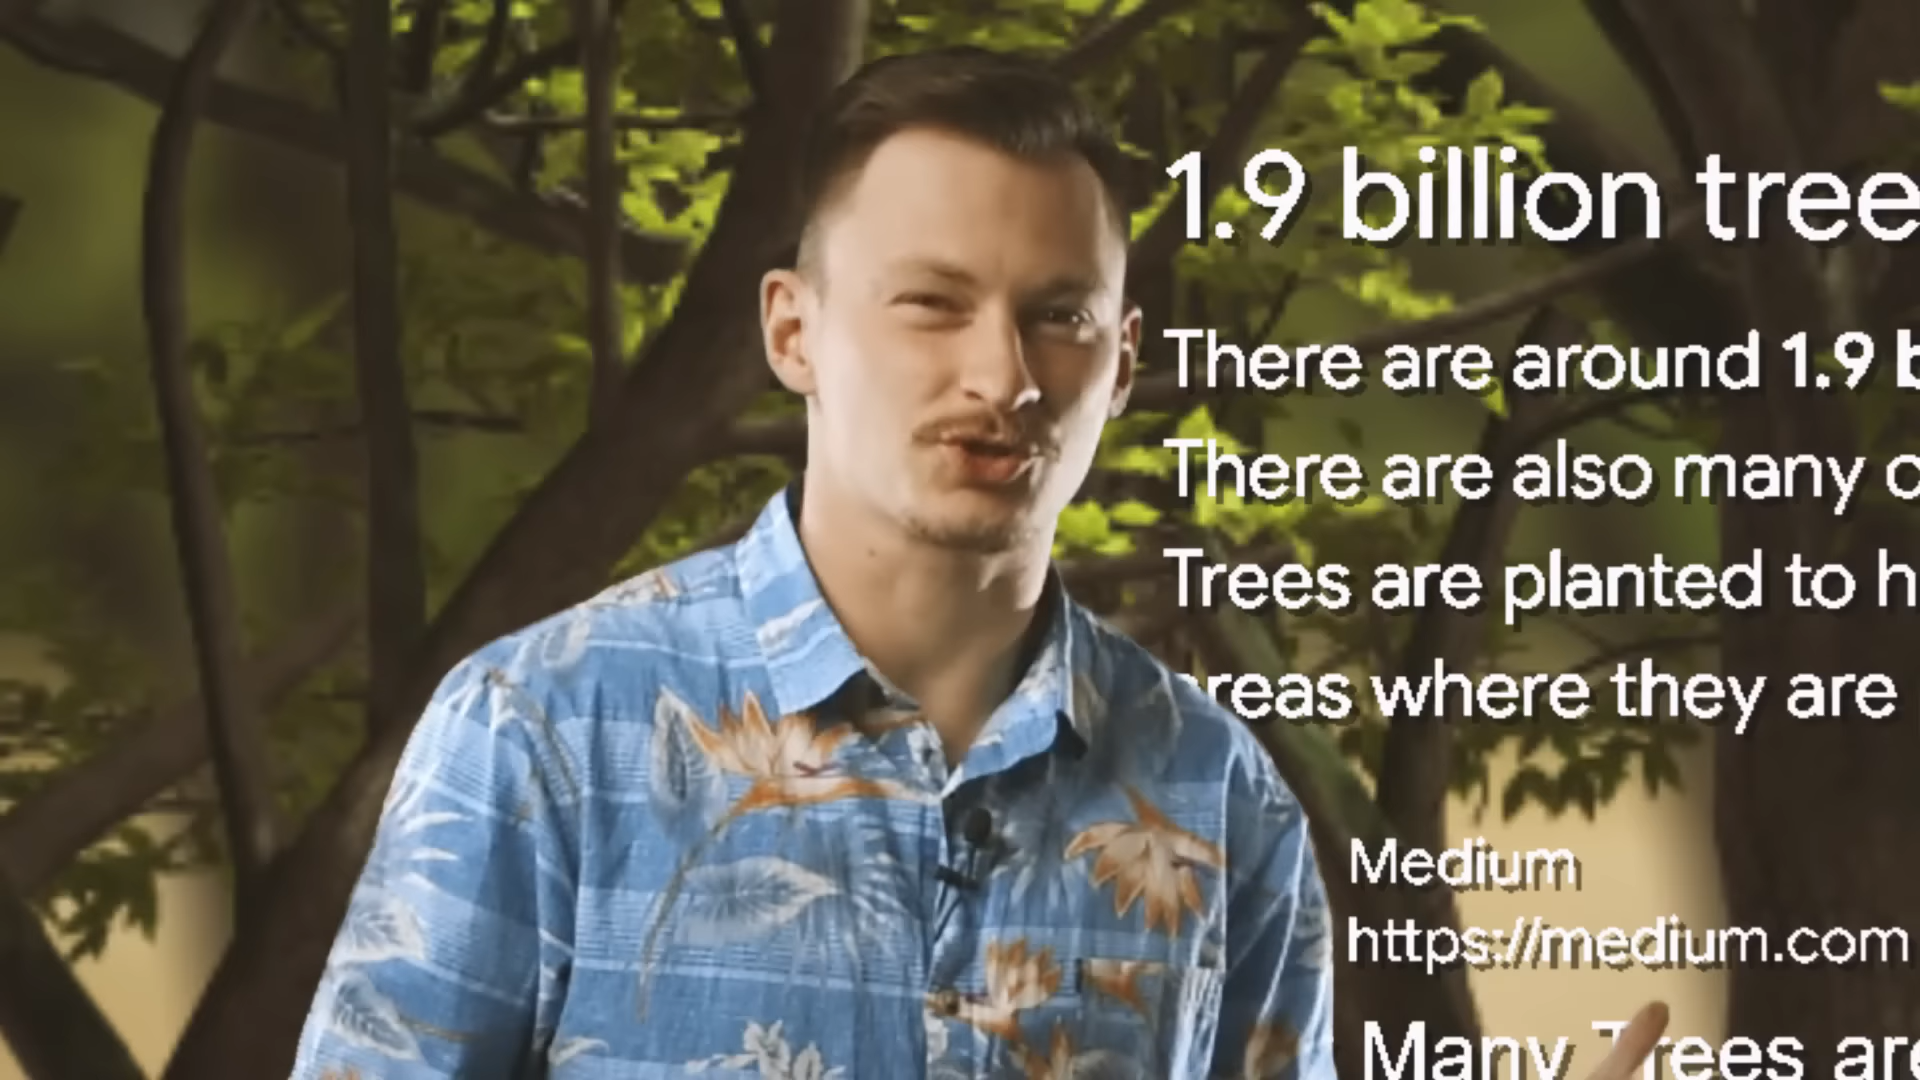 1.9 billion tree
There are around 1.9 b
There are also many
Trees are planted to h
reas where they are
Medium
https://medium.com
Many Trees are